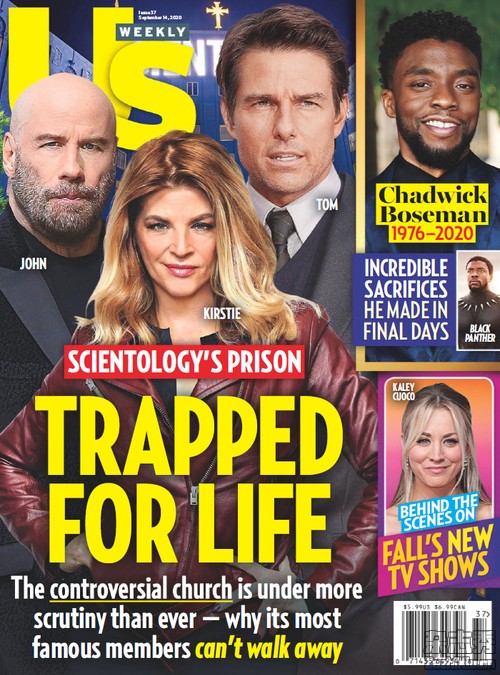 Us
WEEKLY
Issue 37
September 14, 2020
ENT
JOHN
KIRSTIE
TOM
SCIENTOLOGY'S PRISON
TRAPPED
FOR LIFE
The controversial church is under more
scrutiny than ever — why its most
famous members can't walk away
Chadwick
Boseman
1976–2020
INCREDIBLE
SACRIFICES
HE MADE IN
FINAL DAYS
BLACK
PANTHER
KALEY
CUOCO
BEHIND THE
SCENES ON
FALL'S NEW
TV SHOWS
$5.99US $6.99CAN
37>